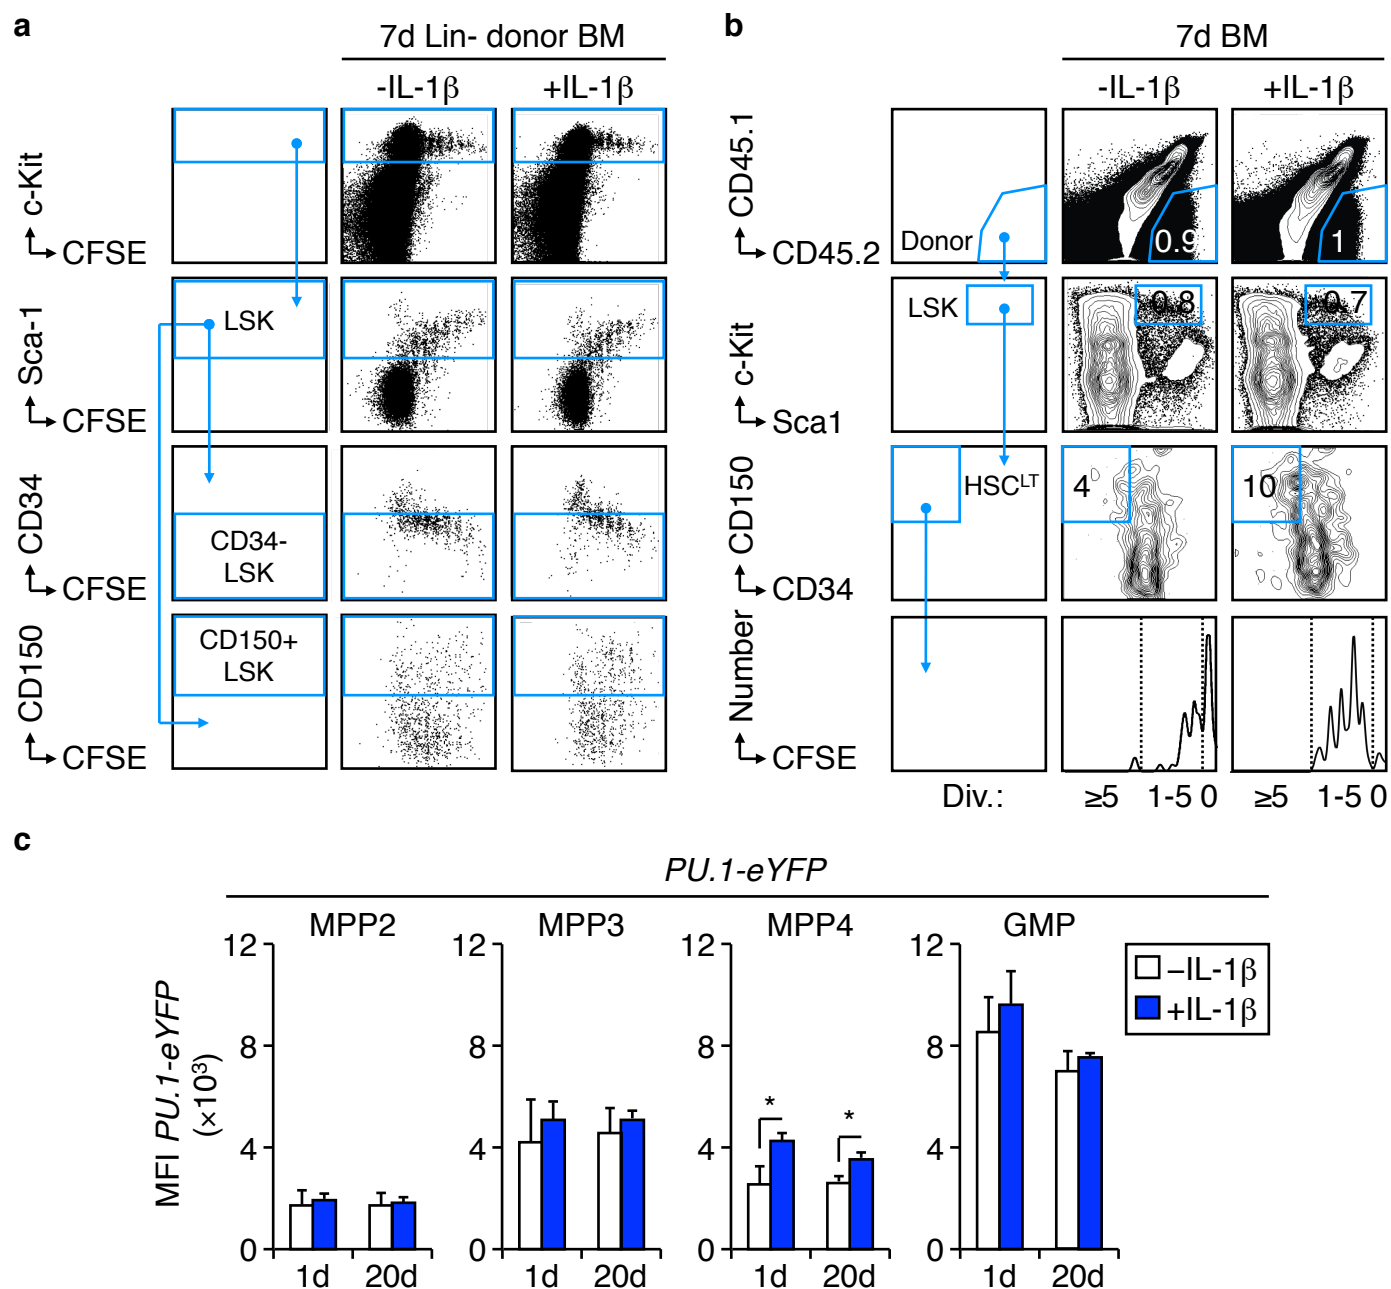 a
7d Lin- donor BM
-IL-1β
+IL-1β
c-Kit
CFSE
Sca-1
CFSE
LSK
CD34
CFSE
CD34-
LSK
CD150
CFSE
CD150+
LSK
b
7d BM
-IL-1β
+IL-1β
CD45.1
CD45.2
Donor
0.9
1
c-Kit
Sca1
LSK
0.8
0.7
CD150
CD34
HSCLT
4
10
Number
CFSE
Div.:
≥5 1-5 0
≥5 1-5 0
c
PU.1-eYFP
MFI PU.1-eYFP
(×10³)
MPP2
12
8
4
0
1d 20d
MPP3
12
8
4
0
1d 20d
MPP4
12
8
4
0
* *
1d 20d
GMP
12
8
4
0
1d 20d
–IL-1β
+IL-1β